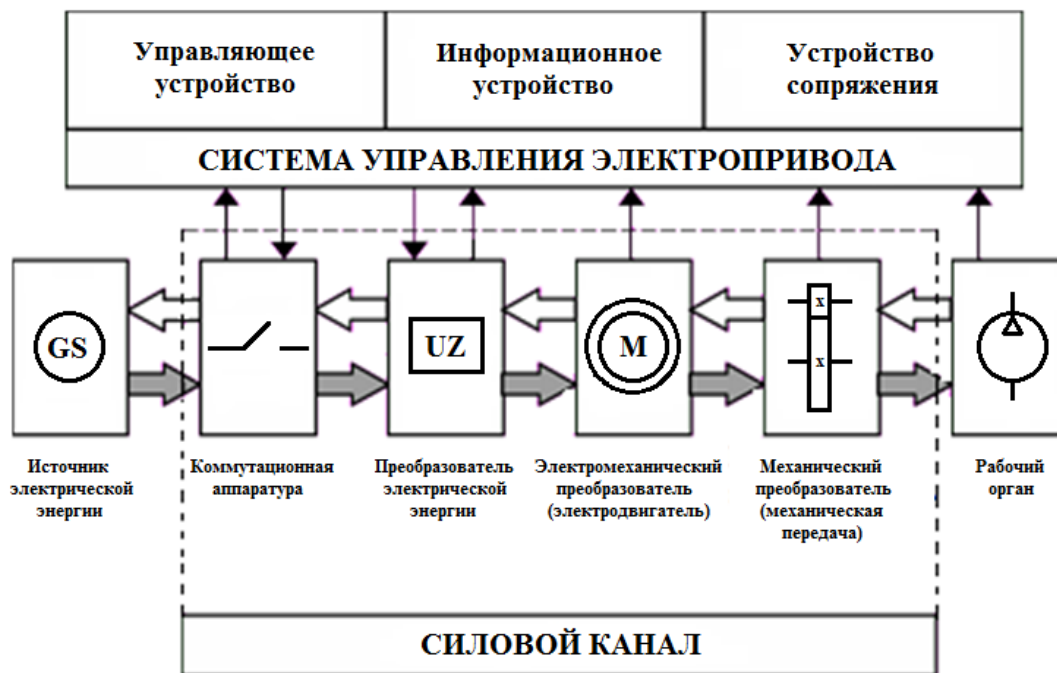 Управляющее
устройство
Информационное
устройство
Устройство
сопряжения
СИСТЕМА УПРАВЛЕНИЯ ЭЛЕКТРОПРИВОДА
GS
UZ
M
x
x
Источник
электрической
энергии
Коммутационная
аппаратура
Преобразователь
электрической
энергии
Электромеханический
преобразователь
(электродвигатель)
Механический
преобразователь
(механическая
передача)
Рабочий
орган
СИЛОВОЙ КАНАЛ